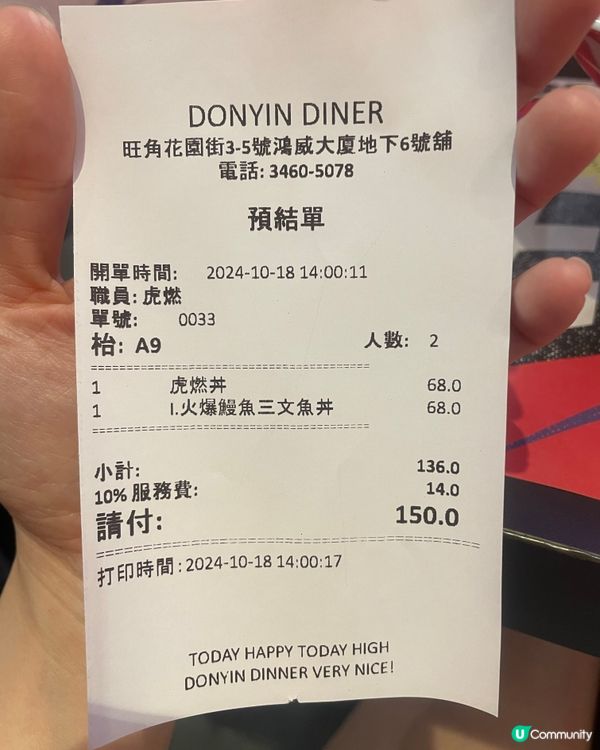 DONYIN DINER
旺角花園街3-5號鴻威大廈地下6號舖
電話: 3460-5078
預結單
開單時間: 2024-10-18 14:00:11
職員: 虎燃
單號: 0033
枱: A9 人數: 2
==================================================
1 虎燃丼 68.0
1 I.火爆鰻魚三文魚丼 68.0
==================================================
小計: 136.0
10% 服務費: 14.0
請付: 150.0
==================================================
打印時間:2024-10-18 14:00:17
TODAY HAPPY TODAY HIGH
DONYIN DINNER VERY NICE!
U Community